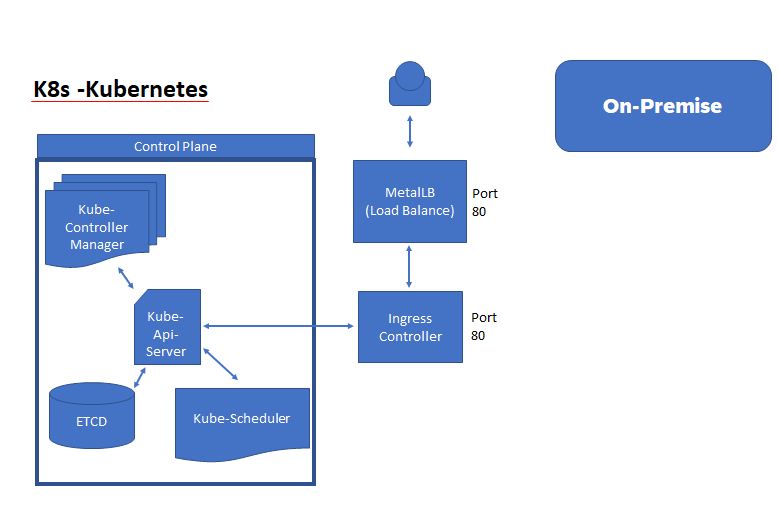 K8s -Kubernetes
On-Premise
Control Plane
MetalLB
(Load Balance)
Port
80
Kube-
Controller
Manager
Kube-
Api-
Server
Ingress
Controller
Port
80
ETCD
Kube-Scheduler